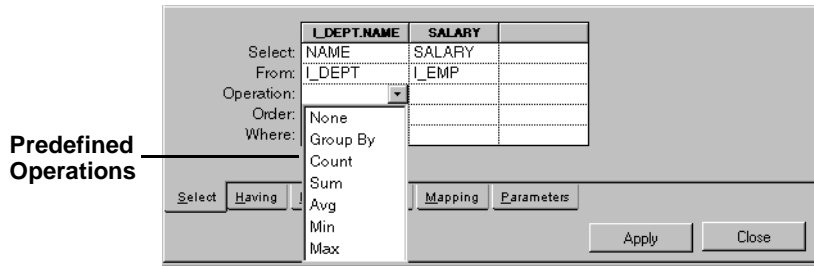 I_DEPT.NAME SALARY
Select: NAME SALARY
From: I_DEPT I_EMP
Operation:
Order:
Where:
None
Group By
Count
Sum
Avg
Min
Max
Predefined
Operations
Select Having Mapping Parameters
Apply Close